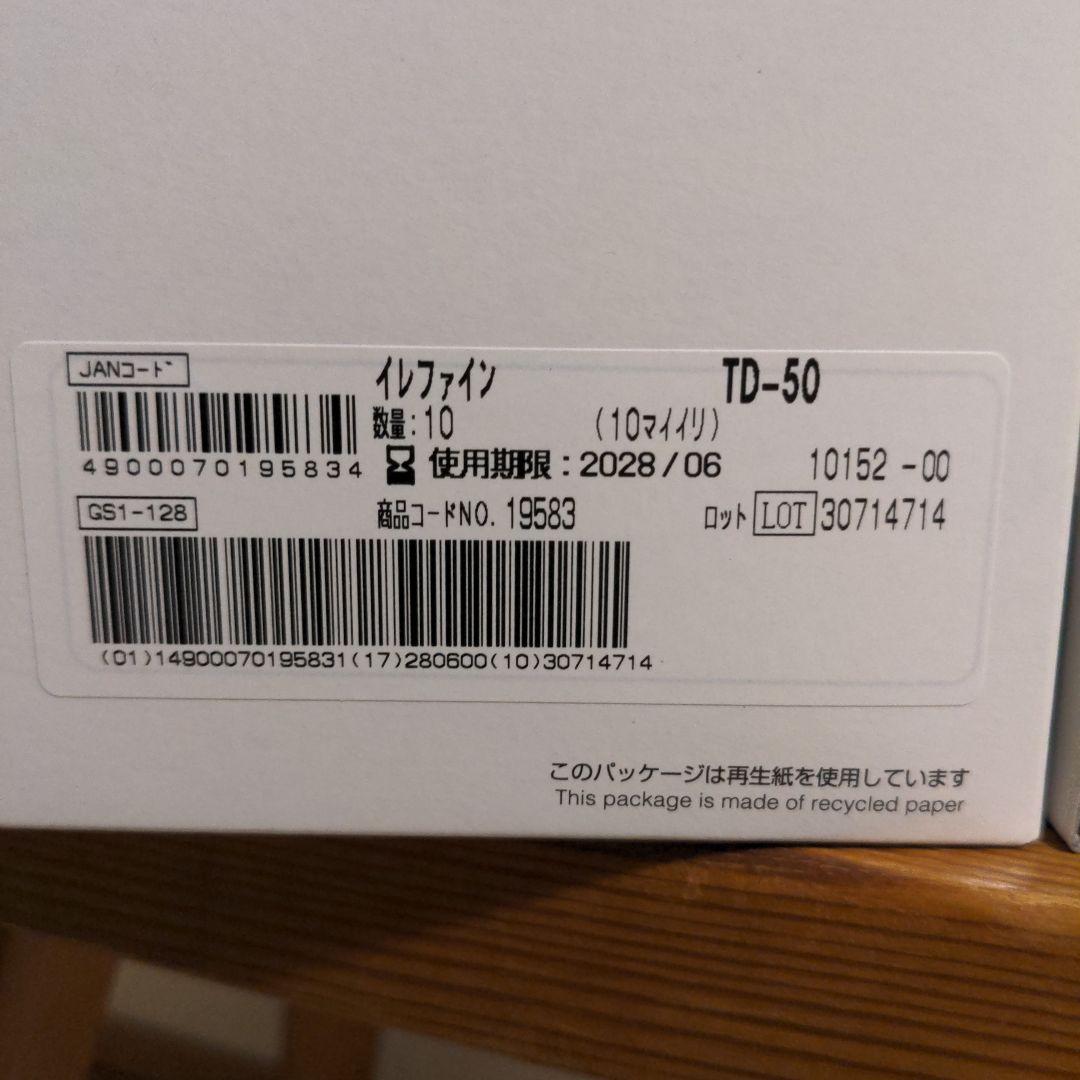 JANコード
イレファイン TD-50
数量:10 (10マイイリ)
4900070195834
使用期限:2028/06 10152-00
GS1-128
商品コードNO. 19583 ロット LOT 30714714
(01)14900070195831(17)280600(10)30714714
このパッケージは再生紙を使用しています
This package is made of recycled paper